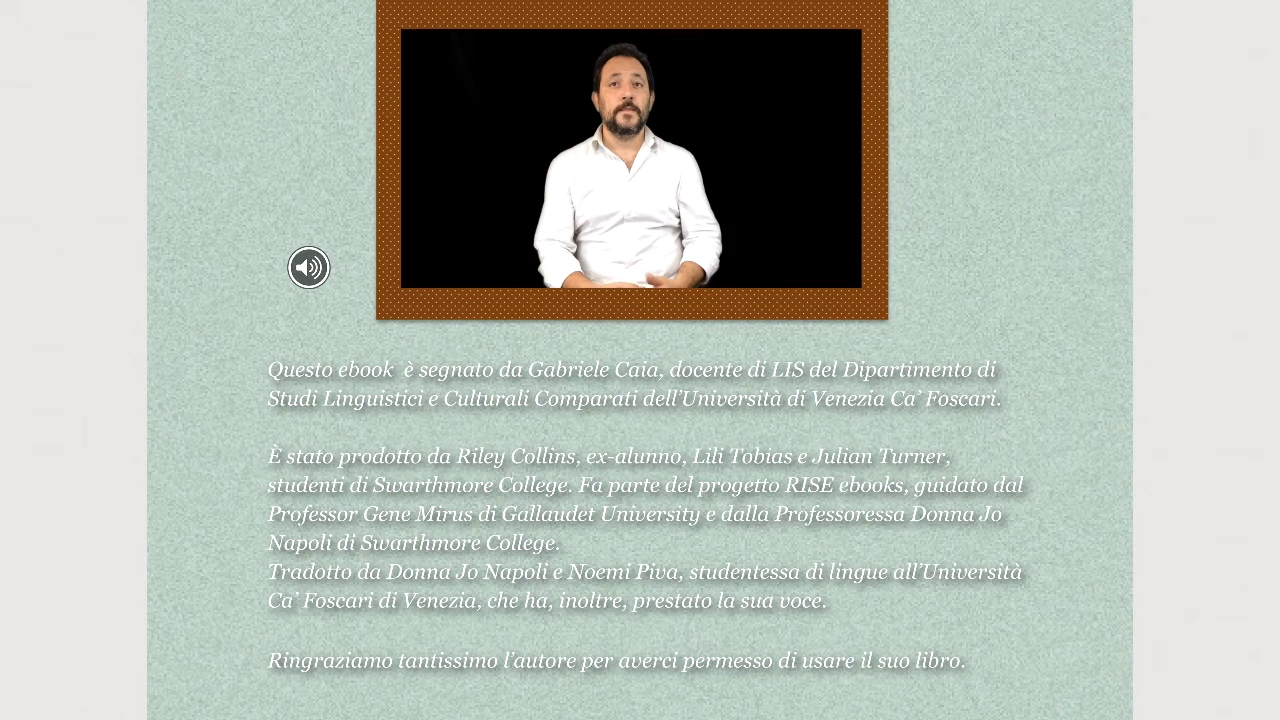 Questo ebook è segnato da Gabriele Caia, docente di LIS del Dipartimento di
Studi Linguistici e Culturali Comparati dell’Università di Venezia Ca’ Foscari.
È stato prodotto da Riley Collins, ex-alunno, Lili Tobias e Julian Turner,
studenti di Swarthmore College. Fa parte del progetto RISE ebooks, guidato dal
Professor Gene Mirus di Gallaudet University e dalla Professoressa Donna Jo
Napoli di Swarthmore College.
Tradotto da Donna Jo Napoli e Noemi Piva, studentessa di lingue all’Università
Ca’ Foscari di Venezia, che ha, inoltre, prestato la sua voce.
Ringraziamo tantissimo l’autore per averci permesso di usare il suo libro.